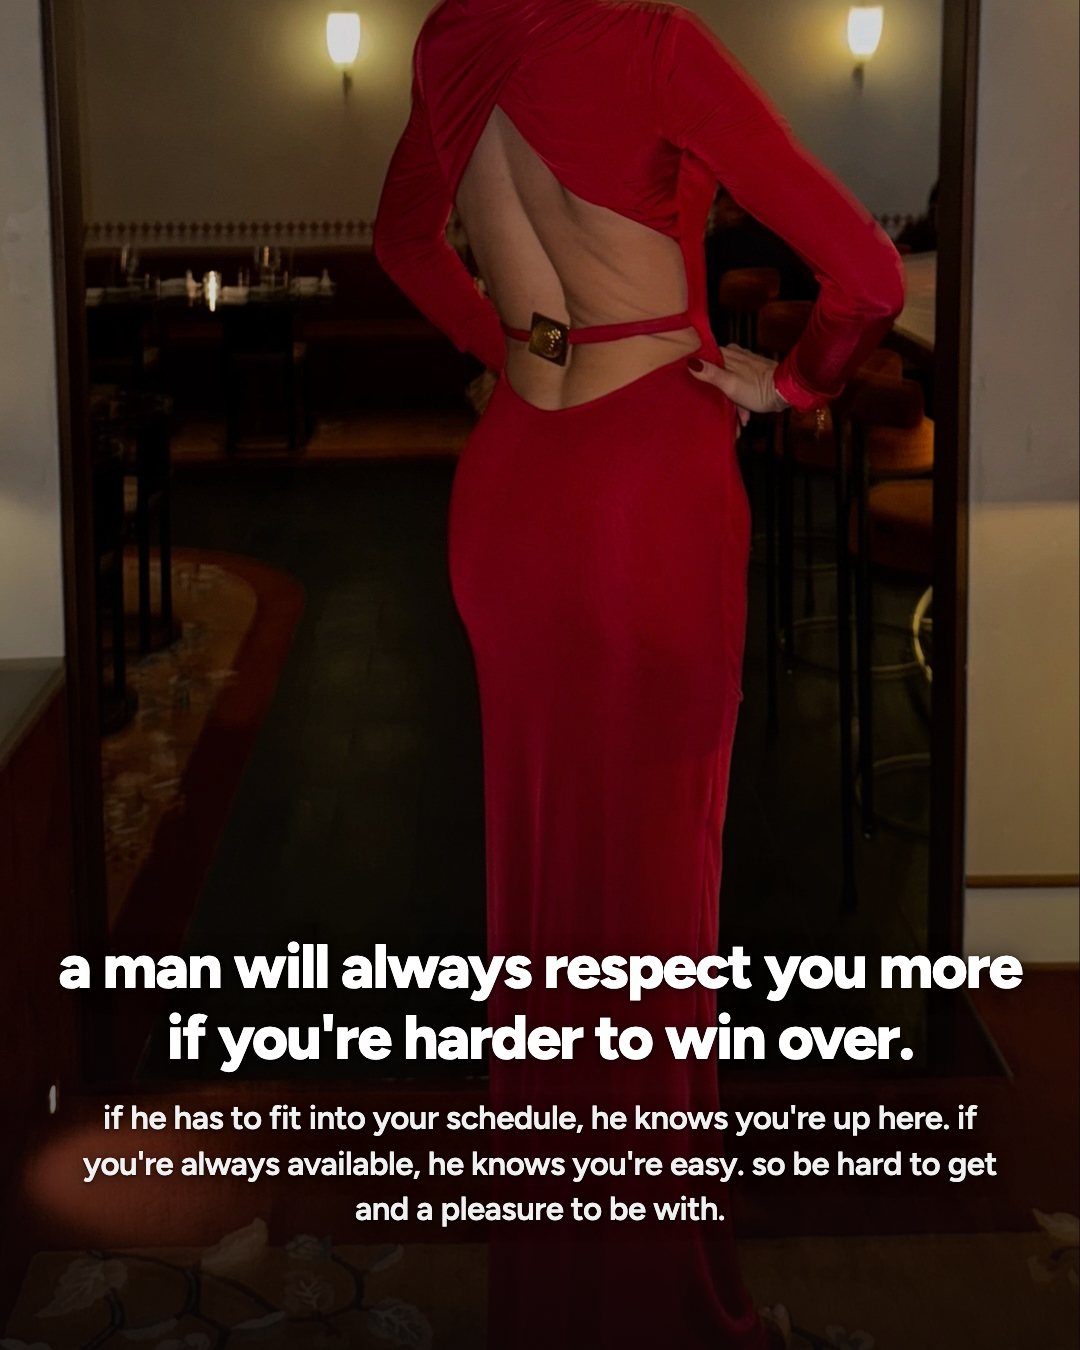 a man will always respect you more
if you're harder to win over.
if he has to fit into your schedule, he knows you're up here. if
you're always available, he knows you're easy. so be hard to get
and a pleasure to be with.